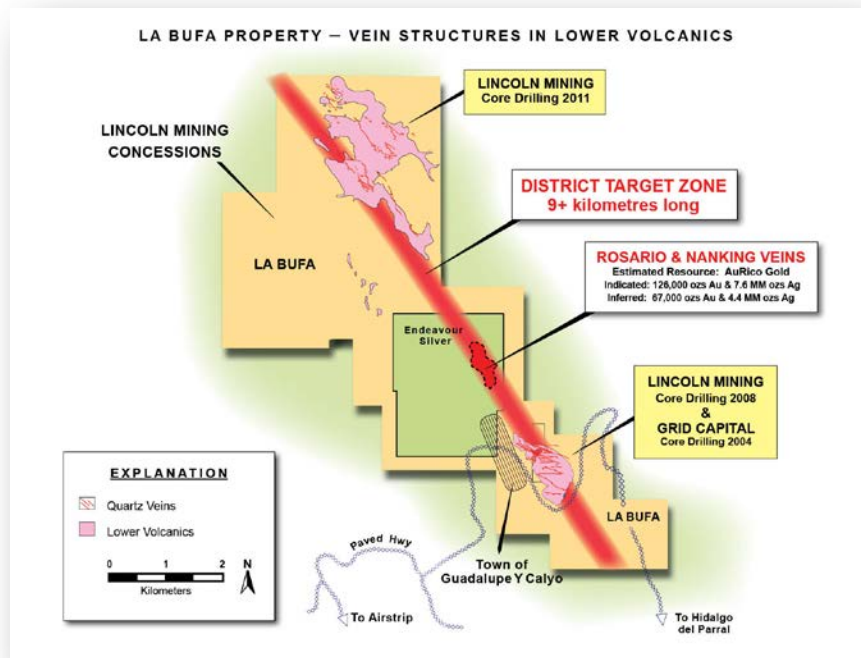 LA BUFA PROPERTY – VEIN STRUCTURES IN LOWER VOLCANICS
LINCOLN MINING
Core Drilling 2011
LINCOLN MINING
CONCESSIONS
DISTRICT TARGET ZONE
9+ kilometres long
LA BUFA
ROSARIO & NANKING VEINS
Estimated Resource: AuRico Gold
Indicated: 126,000 ozs Au & 7.6 MM ozs Ag
Inferred: 67,000 ozs Au & 4.4 MM ozs Ag
Endeavour
Silver
LINCOLN MINING
Core Drilling 2008
&
GRID CAPITAL
Core Drilling 2004
EXPLANATION
Quartz Veins
Lower Volcanics
0 1 2
Kilometers
N
LA BUFA
Paved Hwy
Town of
Guadalupe Y Calyo
To Airstrip
To Hidalgo
del Parral